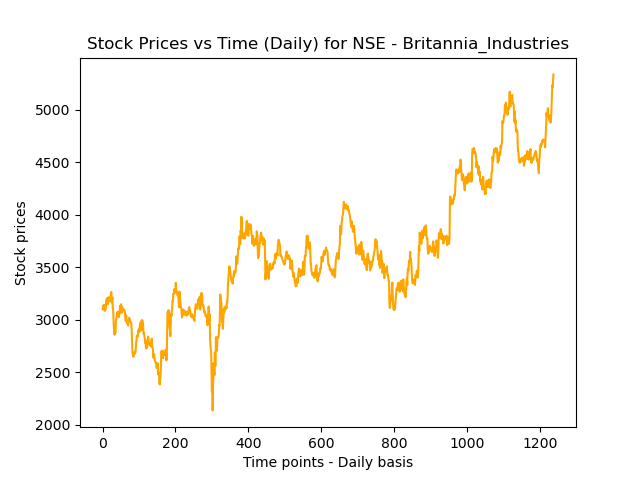 Stock Prices vs Time (Daily) for NSE - Britannia_Industries
Stock prices
5000
4500
4000
3500
3000
2500
2000
0 200 400 600 800 1000 1200
Time points - Daily basis